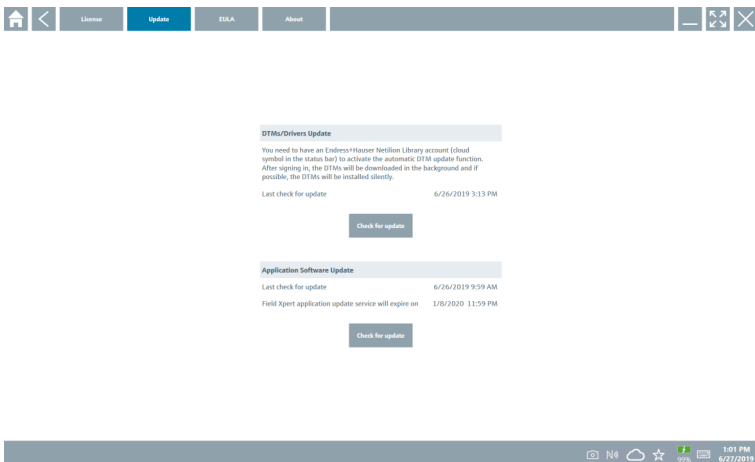 License Update EULA About
DTMs/Drivers Update
You need to have an Endress+Hauser Netilion Library account (cloud
symbol in the status bar) to activate the automatic DTM update function.
After signing in, the DTMs will be downloaded in the background and if
possible, the DTMs will be installed silently.
Last check for update 6/26/2019 3:13 PM
Check for update
Application Software Update
Last check for update 6/26/2019 9:59 AM
Field Xpert application update service will expire on 1/8/2020 11:59 PM
Check for update
99%
1:01 PM
6/27/2019